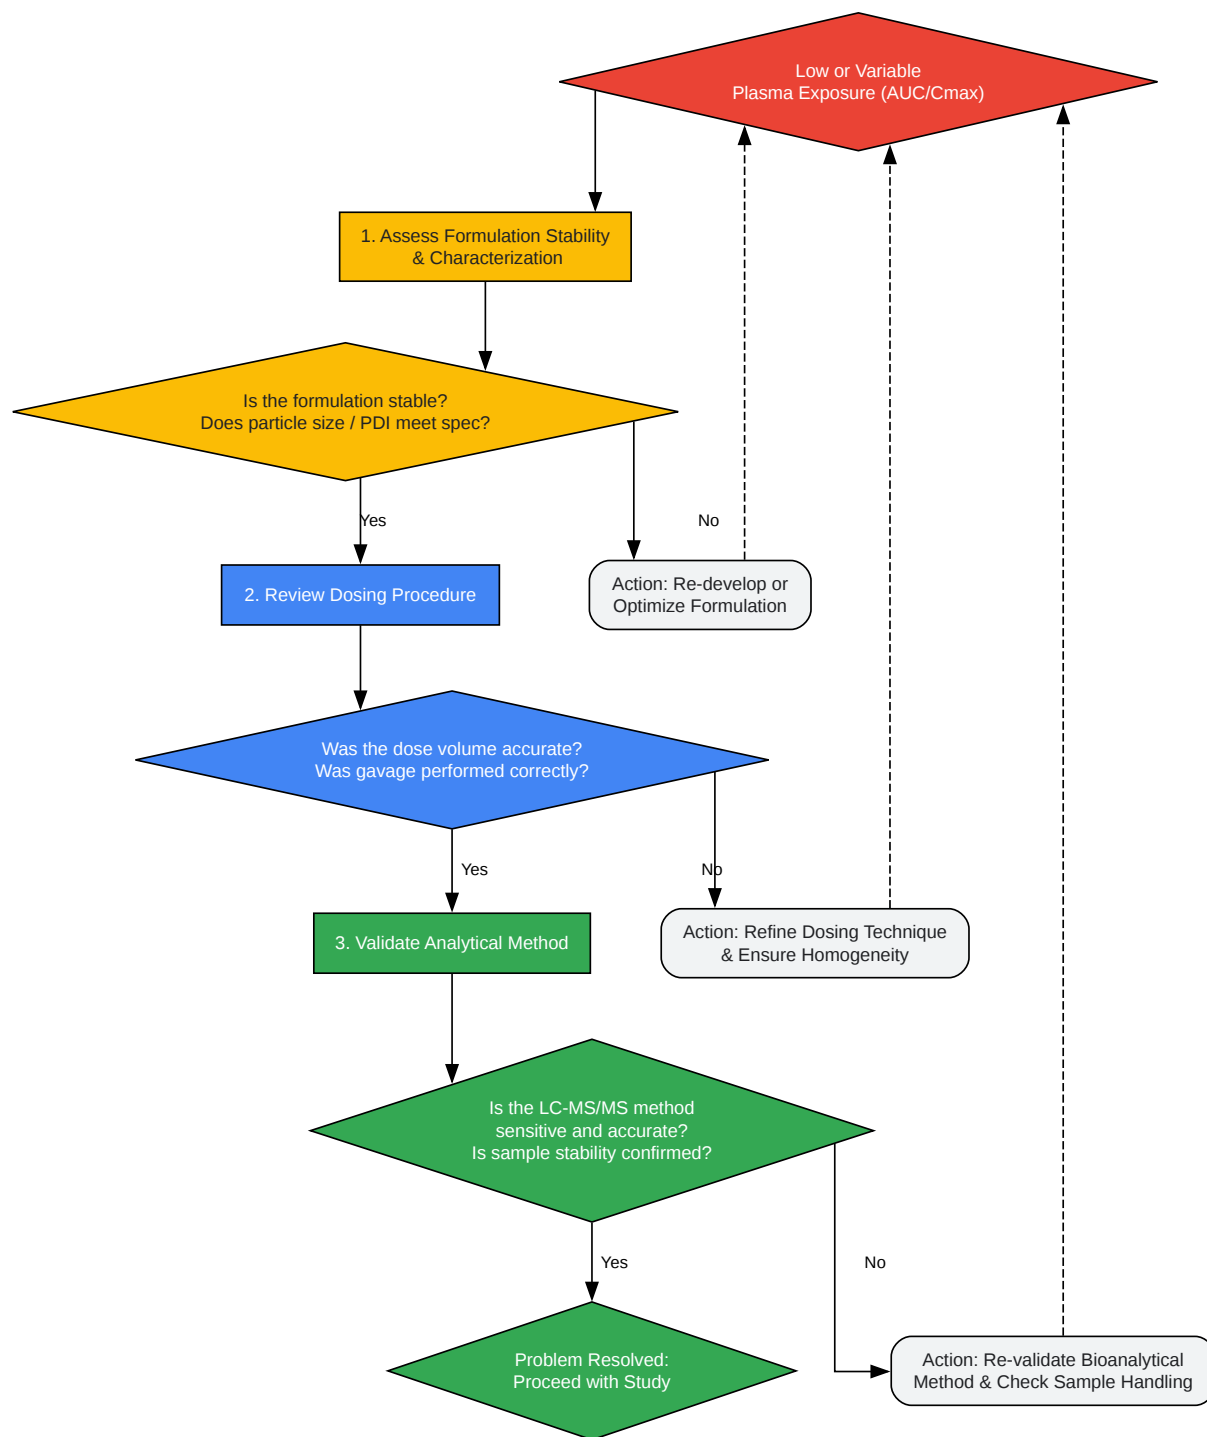 Low or Variable
Plasma Exposure (AUC/Cmax)
1. Assess Formulation Stability
& Characterization
Is the formulation stable?
Does particle size / PDI meet spec?
Yes
No
2. Review Dosing Procedure
Action: Re-develop or
Optimize Formulation
Was the dose volume accurate?
Was gavage performed correctly?
Yes
No
3. Validate Analytical Method
Action: Refine Dosing Technique
& Ensure Homogeneity
Is the LC-MS/MS method
sensitive and accurate?
Is sample stability confirmed?
Yes
No
Problem Resolved:
Proceed with Study
Action: Re-validate Bioanalytical
Method & Check Sample Handling